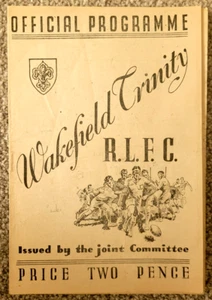 OFFICIAL PROGRAMME
Wakefield Trinity
R.L.F.C.
Issued by the joint Committee
PRICE TWO PENCE